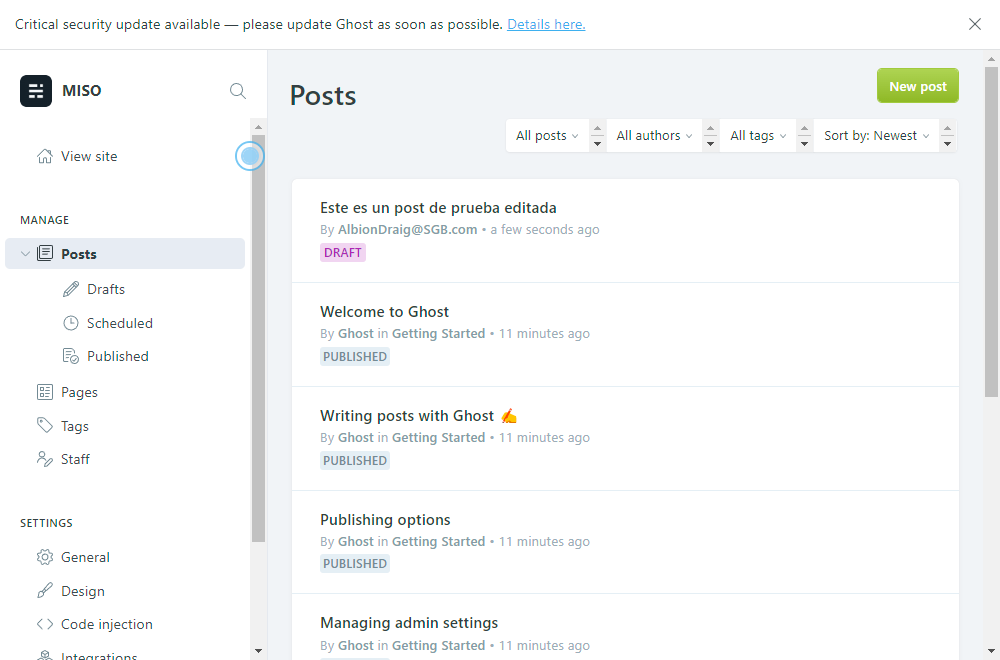 Critical security update available — please update Ghost as soon as possible. Details here.
MISO
View site
MANAGE
Posts
Drafts
Scheduled
Published
Pages
Tags
Staff
SETTINGS
General
Design
Code injection
Integrations
Posts
New post
All posts
All authors
All tags
Sort by: Newest
Este es un post de prueba editada
By AlbionDraig@SGB.com • a few seconds ago
DRAFT
Welcome to Ghost
By Ghost in Getting Started • 11 minutes ago
PUBLISHED
Writing posts with Ghost ✍️
By Ghost in Getting Started • 11 minutes ago
PUBLISHED
Publishing options
By Ghost in Getting Started • 11 minutes ago
PUBLISHED
Managing admin settings
By Ghost in Getting Started • 11 minutes ago